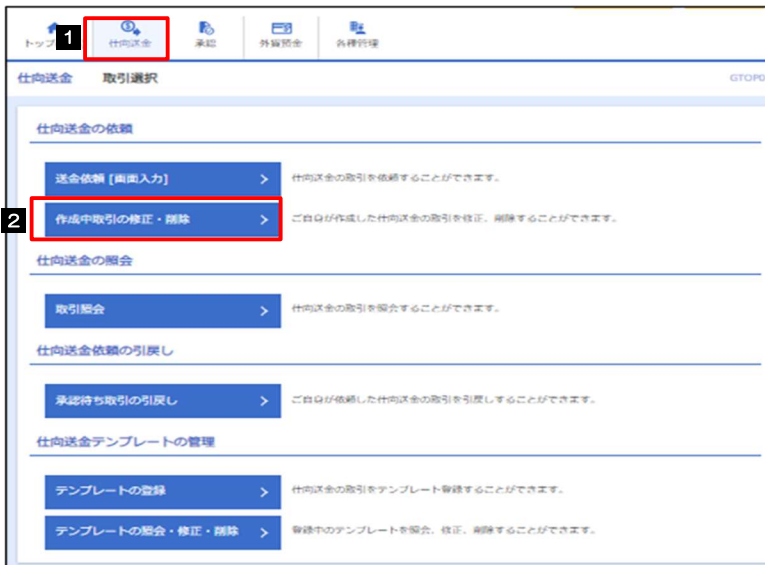 1
トップ 仕向送金 承認 外貨預金 各種管理
仕向送金 取引選択 GTOP0
仕向送金の依頼
送金依頼 [画面入力] > 仕向送金の取引を依頼することができます。
2 作成中取引の修正・削除 > ご自身が作成した仕向送金の取引を修正、削除することができます。
仕向送金の照会
取引照会 > 仕向送金の取引を照会することができます。
仕向送金依頼の引戻し
承認待ち取引の引戻し > ご自身が依頼した仕向送金の取引を引戻しすることができます。
仕向送金テンプレートの管理
テンプレートの登録 > 仕向送金の取引をテンプレート登録することができます。
テンプレートの照会・修正・削除 > 登録中のテンプレートを照会、修正、削除することができます。